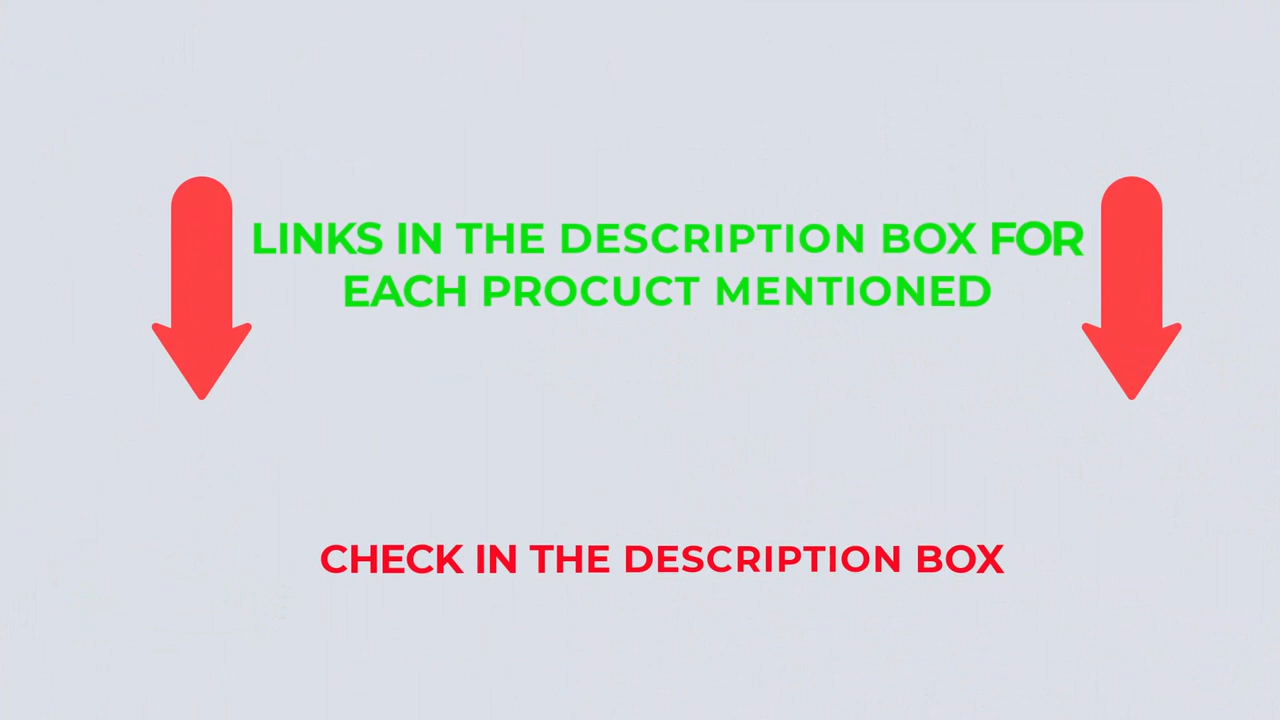 LINKS IN THE DESCRIPTION BOX FOR
EACH PROCUCT MENTIONED
CHECK IN THE DESCRIPTION BOX